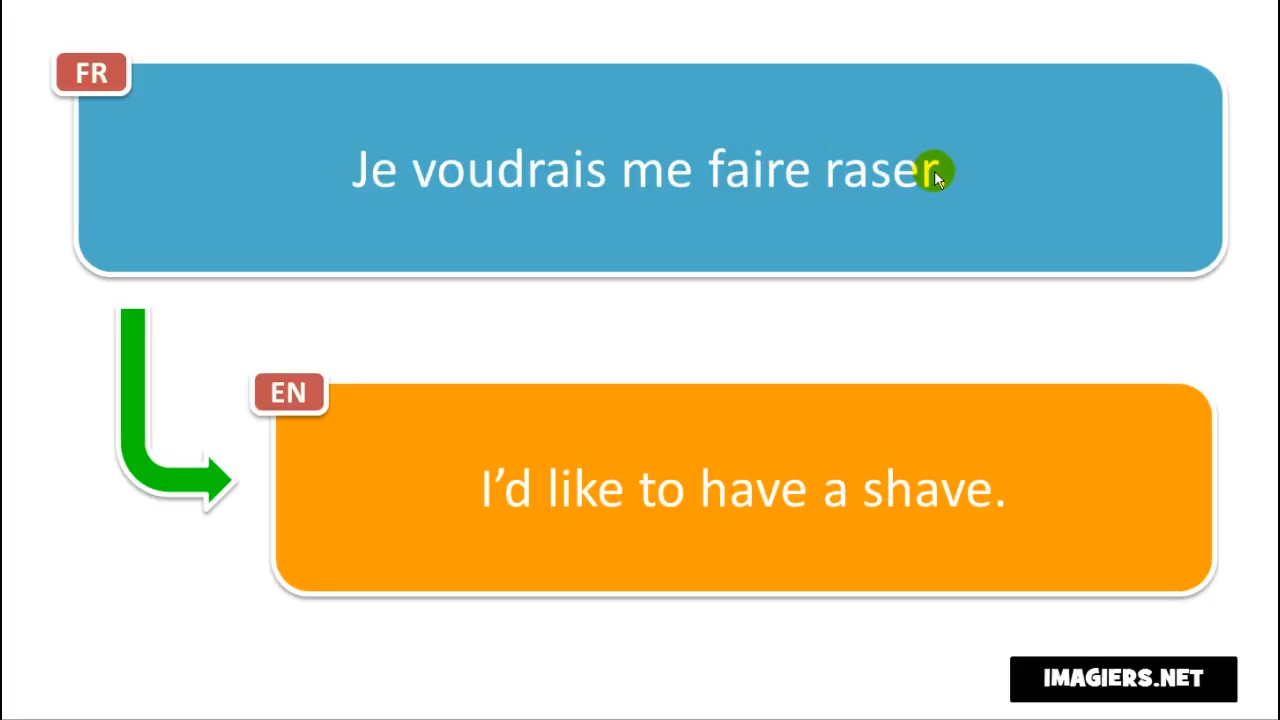 FR
Je voudrais me faire raser.
EN
I’d like to have a shave.
IMAGIERS.NET